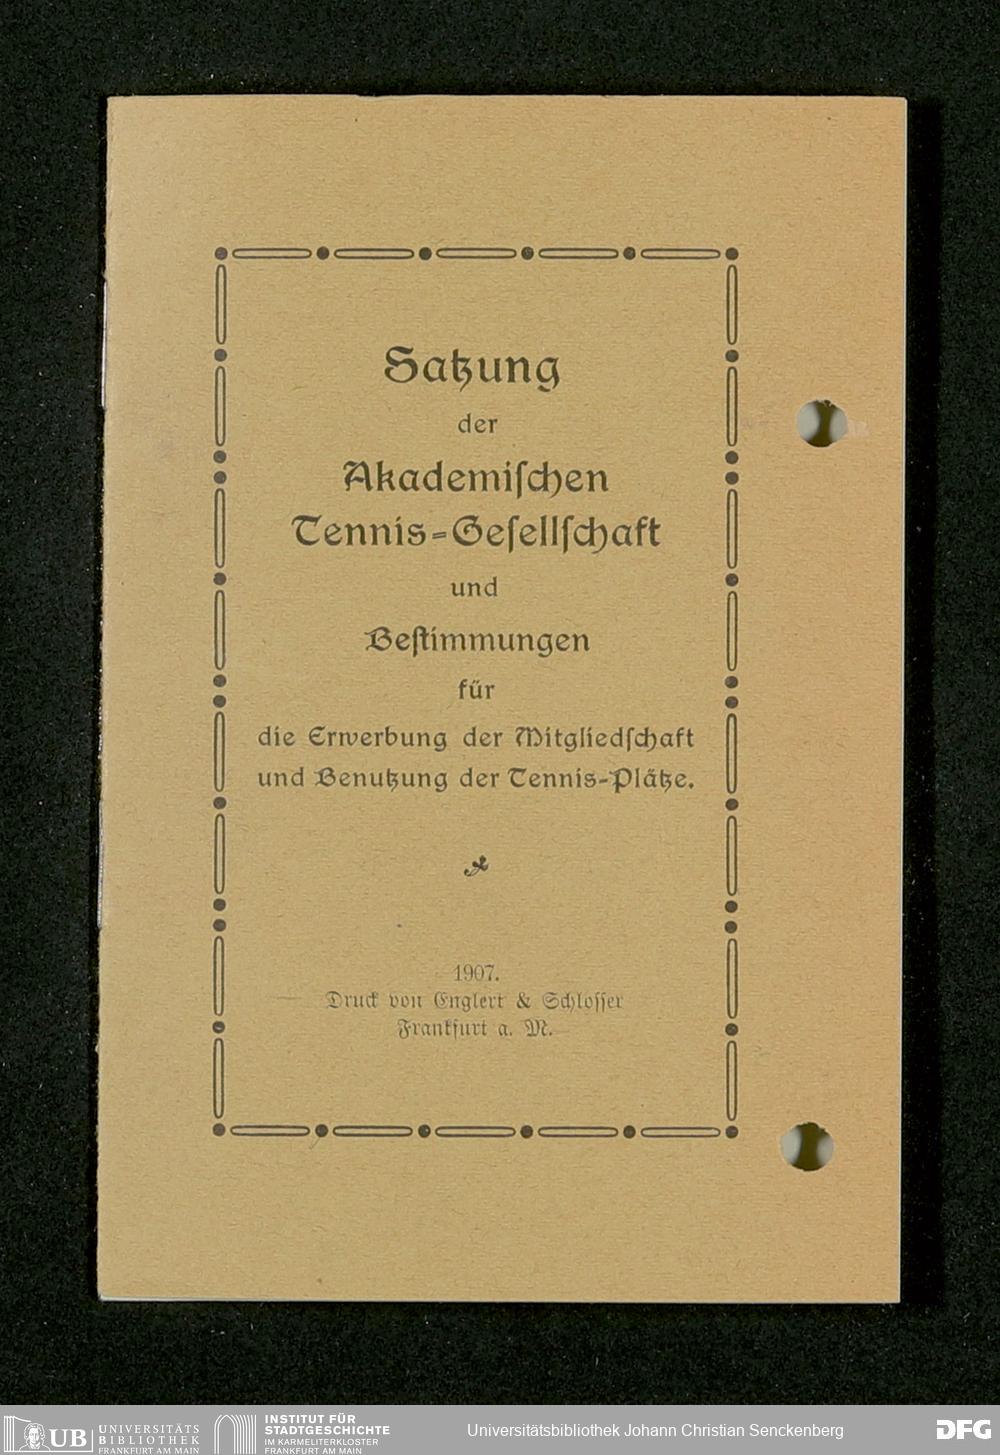 Satzung
der
Akademiſchen
Tennis-Geſellſchaft
und
Beſtimmungen
für
die Erwerbung der Mitgliedſchaft
und Benutzung der Tennis-Plätze.
1907.
Druck von Englert & Schloſſer
Frankfurt a. M.
UB
UNIVERSITÄTS
BIBLIOTHEK
FRANKFURT AM MAIN
INSTITUT FÜR
STADTGESCHICHTE
IM KARMELITERKLOSTER
FRANKFURT AM MAIN
Universitätsbibliothek Johann Christian Senckenberg
DFG